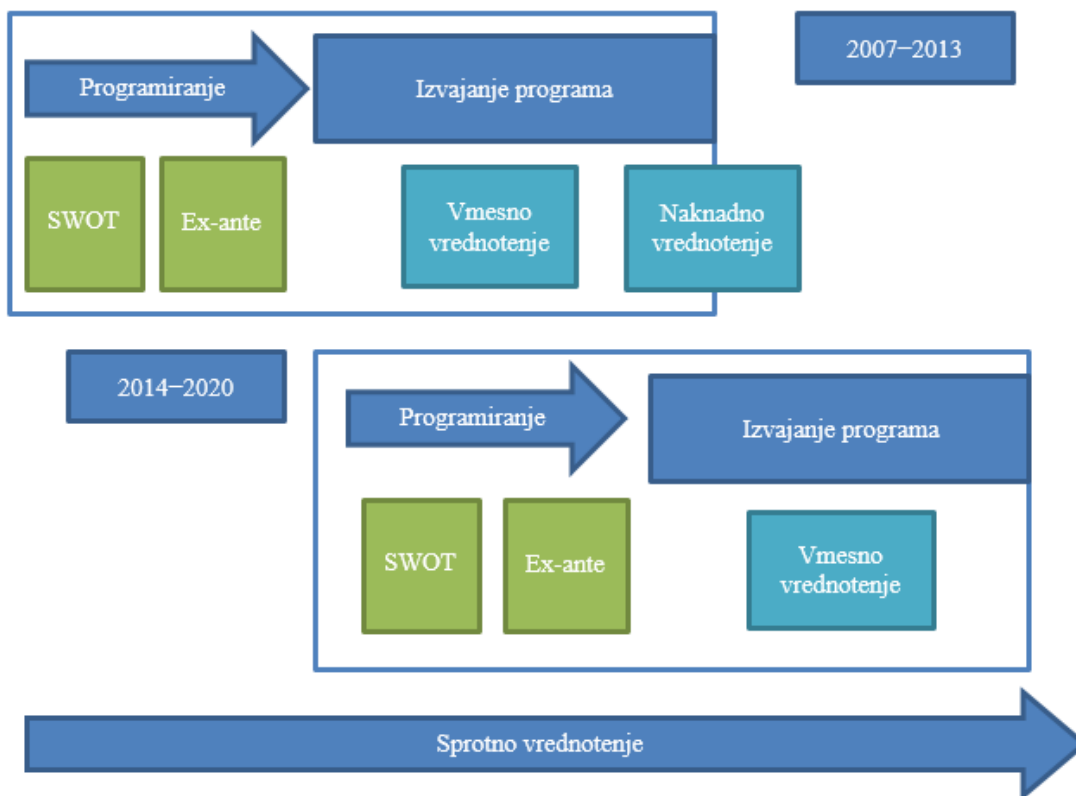 2007−2013
Programiranje
Izvajanje programa
SWOT
Ex-ante
Vmesno
vrednotenje
Naknadno
vrednotenje
2014−2020
Programiranje
Izvajanje programa
SWOT
Ex-ante
Vmesno
vrednotenje
Sprotno vrednotenje